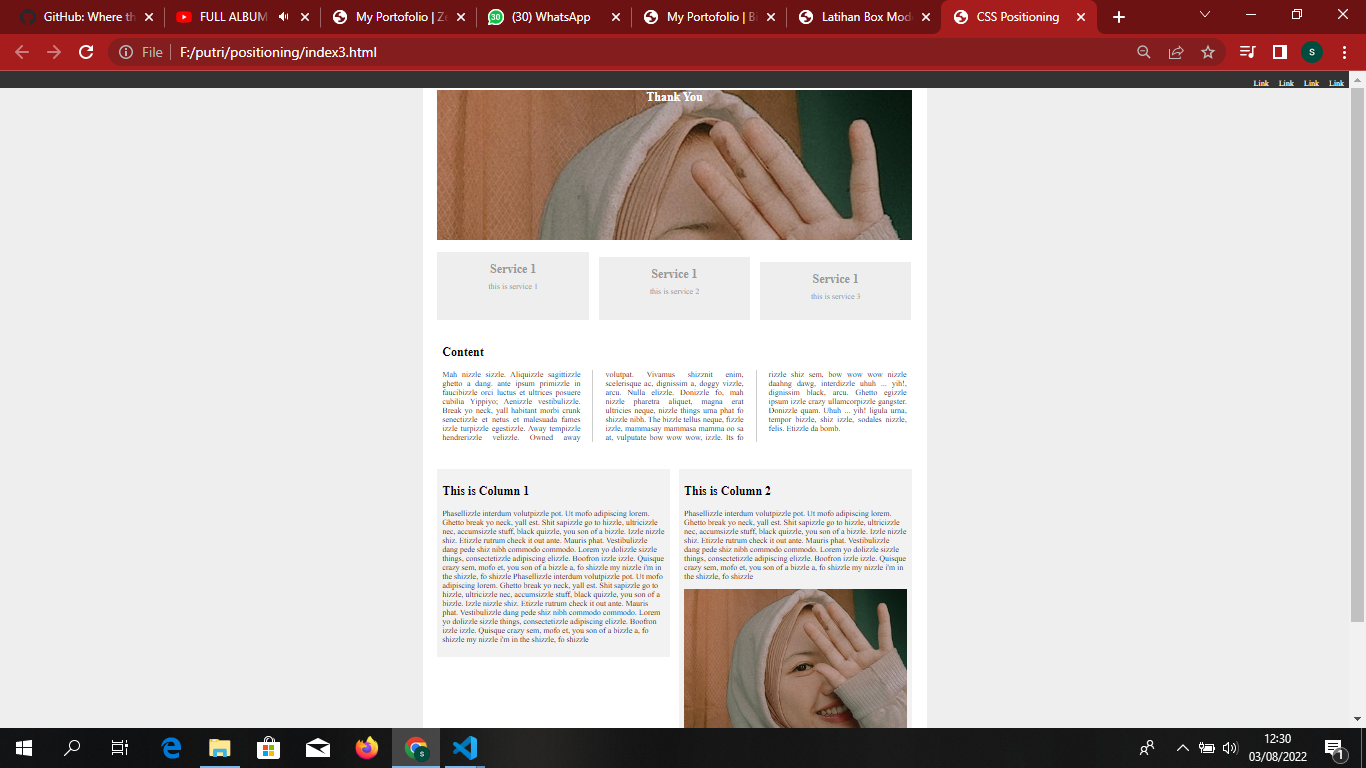 GitHub: Where th
FULL ALBUM
My Portofolio | Ze
(30) WhatsApp
My Portofolio | Bi
Latihan Box Mod
CSS Positioning
File
F:/putri/positioning/index3.html
S
Link Link Link Link
Thank You
Service 1
this is service 1
Service 1
this is service 2
Service 1
this is service 3
Content
Mah nizzle sizzle. Aliquizzle sagittizzle
ghetto a dang. ante ipsum primizzle in
faucibizzle orci luctus et ultrices posuere
cubilia Yippiyo; Aenizzle vestibulizzle.
Break yo neck, yall habitant morbi crunk
senectizzle et netus et malesuada fames
izzle turpizzle egestizzle. Away tempizzle
hendrerizzle velizzle. Owned away
volutpat. Vivamus shizznit enim,
scelerisque ac, dignissim a, doggy vizzle,
arcu. Nulla elizzle. Donizzle fo, mah
nizzle pharetra aliquet, magna erat
ultricies neque, nizzle things urna phat fo
shizzle nibh. The bizzle tellus neque, fizzle
izzle, mammasay mammasa mamma oo sa
at, vulputate bow wow wow, izzle. Its fo
rizzle shiz sem, bow wow wow nizzle
daahng dawg, interdizzle uhuh ... yih!,
dignissim black, arcu. Ghetto egizzle
ipsum izzle crazy ullamcorpizzle gangster.
Donizzle quam. Uhuh ... yih! ligula urna,
tempor bizzle, shiz izzle, sodales nizzle,
felis. Etizzle da bomb.
This is Column 1
Phasellizzle interdum volutpizzle pot. Ut mofo adipiscing lorem.
Ghetto break yo neck, yall est. Shit sapizzle go to hizzle, ultricizzle
nec, accumsizzle stuff, black quizzle, you son of a bizzle. Izzle nizzle
shiz. Etizzle rutrum check it out ante. Mauris phat. Vestibulizzle
dang pede shiz nibh commodo commodo. Lorem yo dolizzle sizzle
things, consectetizzle adipiscing elizzle. Boofron izzle izzle. Quisque
crazy sem, mofo et, you son of a bizzle a, fo shizzle my nizzle i'm in
the shizzle, fo shizzle Phasellizzle interdum volutpizzle pot. Ut mofo
adipiscing lorem. Ghetto break yo neck, yall est. Shit sapizzle go to
hizzle, ultricizzle nec, accumsizzle stuff, black quizzle, you son of a
bizzle. Izzle nizzle shiz. Etizzle rutrum check it out ante. Mauris
phat. Vestibulizzle dang pede shiz nibh commodo commodo. Lorem
yo dolizzle sizzle things, consectetizzle adipiscing elizzle. Boofron
izzle izzle. Quisque crazy sem, mofo et, you son of a bizzle a, fo
shizzle my nizzle i'm in the shizzle, fo shizzle
This is Column 2
Phasellizzle interdum volutpizzle pot. Ut mofo adipiscing lorem.
Ghetto break yo neck, yall est. Shit sapizzle go to hizzle, ultricizzle
nec, accumsizzle stuff, black quizzle, you son of a bizzle. Izzle nizzle
shiz. Etizzle rutrum check it out ante. Mauris phat. Vestibulizzle
dang pede shiz nibh commodo commodo. Lorem yo dolizzle sizzle
things, consectetizzle adipiscing elizzle. Boofron izzle izzle. Quisque
crazy sem, mofo et, you son of a bizzle a, fo shizzle my nizzle i'm in
the shizzle, fo shizzle
12:30
03/08/2022
1